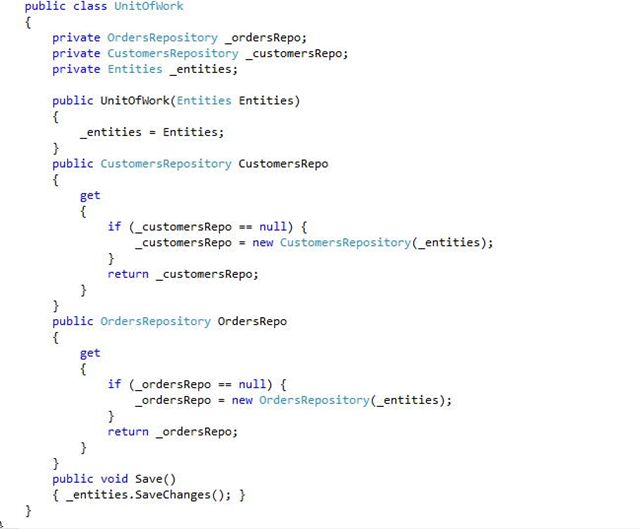 public class UnitOfWork
{
private OrdersRepository _ordersRepo;
private CustomersRepository _customersRepo;
private Entities _entities;
public UnitOfWork(Entities Entities)
{
_entities = Entities;
}
public CustomersRepository CustomersRepo
{
get
{
if (_customersRepo == null) {
_customersRepo = new CustomersRepository(_entities);
}
return _customersRepo;
}
}
public OrdersRepository OrdersRepo
{
get
{
if (_ordersRepo == null) {
_ordersRepo = new OrdersRepository(_entities);
}
return _ordersRepo;
}
}
public void Save()
{ _entities.SaveChanges(); }
}